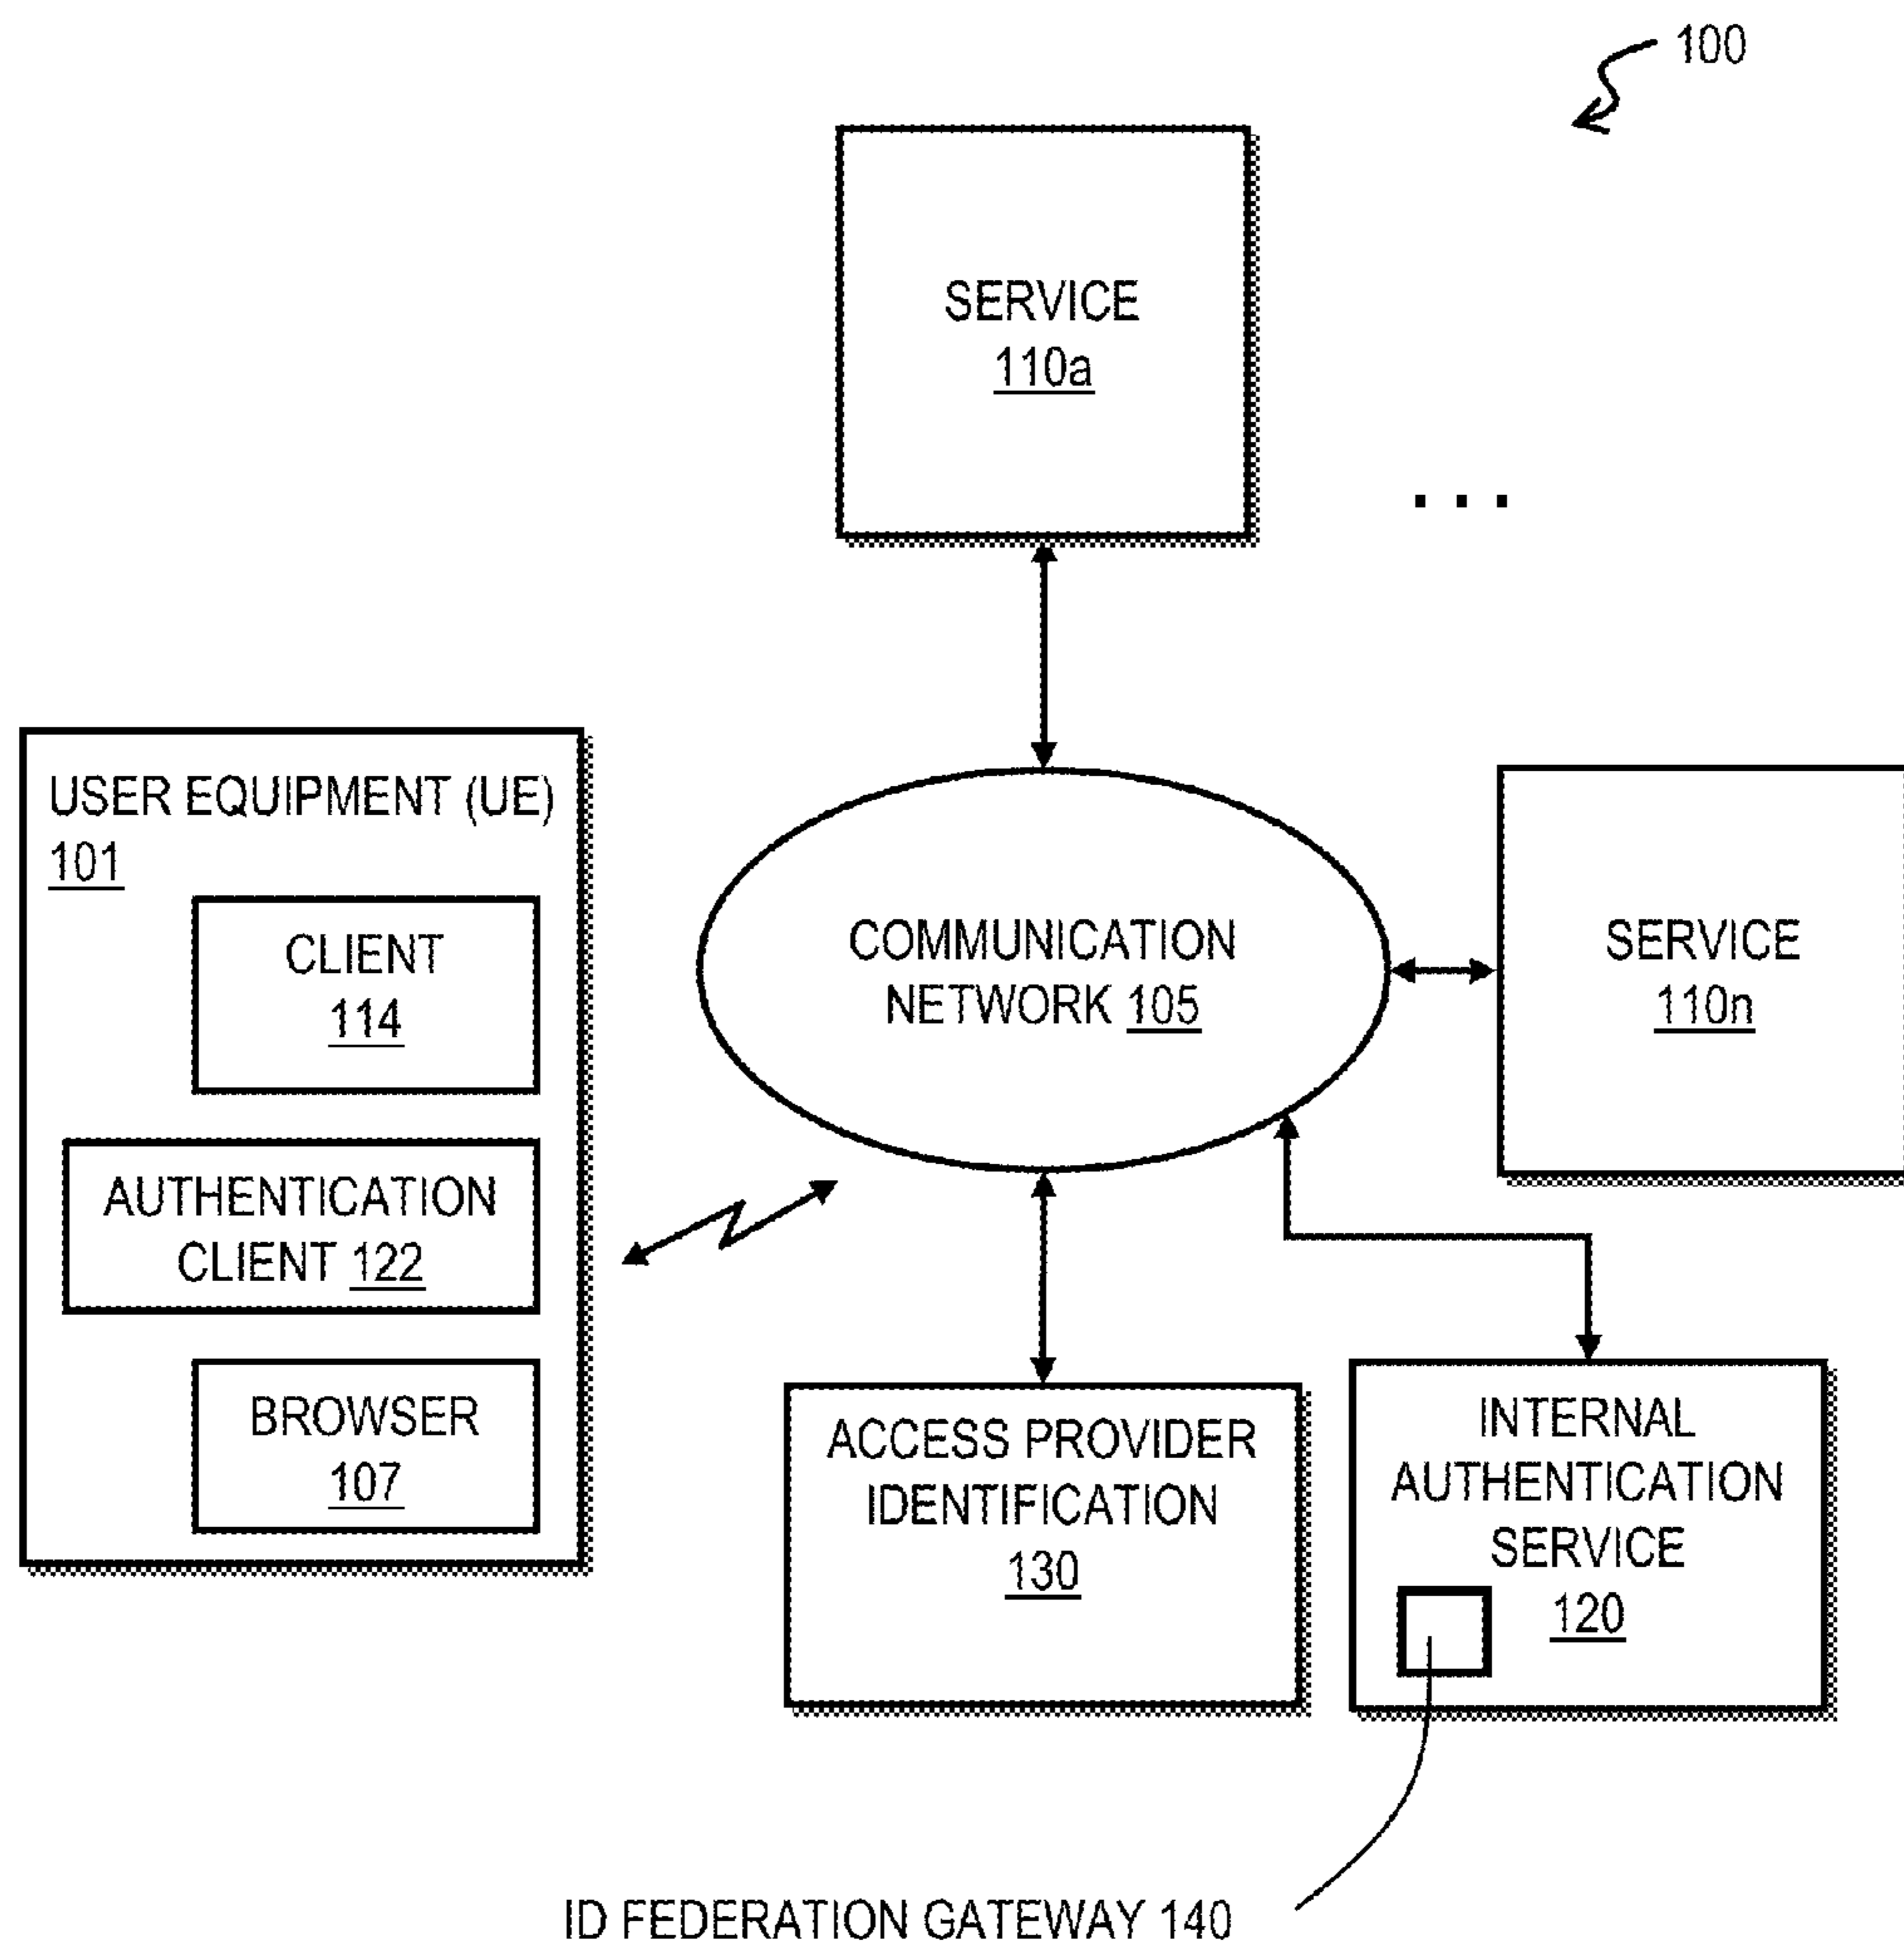 100
SERVICE
110a
. . .
USER EQUIPMENT (UE)
101
CLIENT
114
AUTHENTICATION
CLIENT 122
BROWSER
107
COMMUNICATION
NETWORK 105
SERVICE
110n
ACCESS PROVIDER
IDENTIFICATION
130
INTERNAL
AUTHENTICATION
SERVICE
120
ID FEDERATION GATEWAY 140